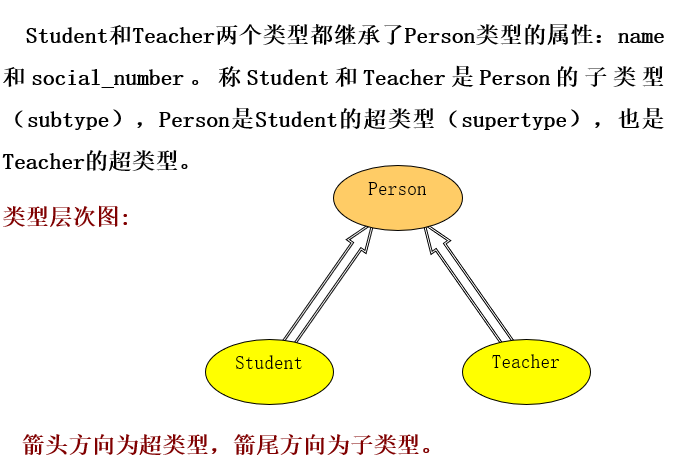 Student和Teacher两个类型都继承了Person类型的属性：name
和social_number。称Student和Teacher是Person的子类型
（subtype），Person是Student的超类型（supertype），也是
Teacher的超类型。
Person
类型层次图:
Student
Teacher
箭头方向为超类型，箭尾方向为子类型。